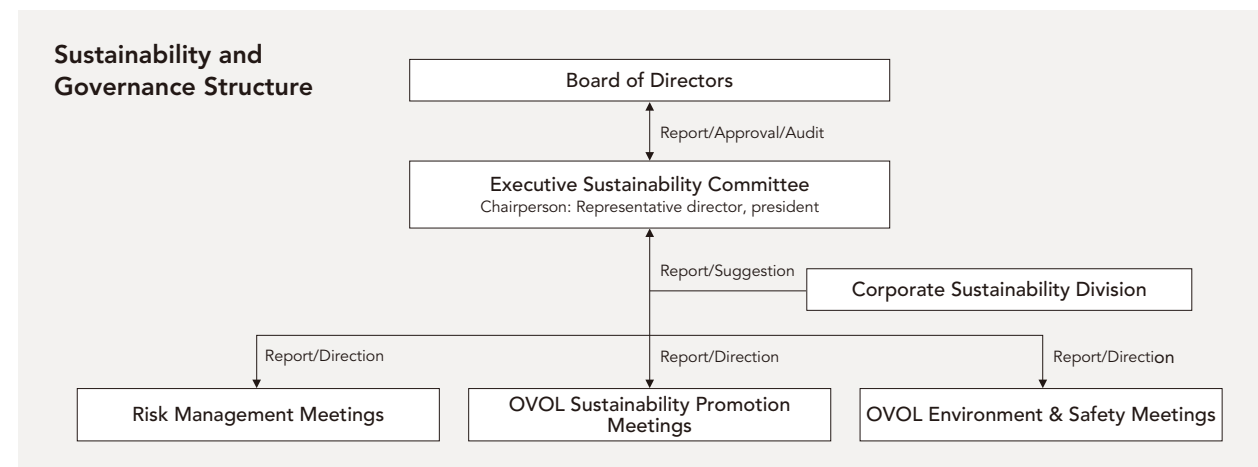 Sustainability and
Governance Structure
Board of Directors
Report/Approval/Audit
Executive Sustainability Committee
Chairperson: Representative director, president
Report/Suggestion
Corporate Sustainability Division
Report/Direction
Report/Direction
Report/Direction
Risk Management Meetings
OVOL Sustainability Promotion
Meetings
OVOL Environment & Safety Meetings